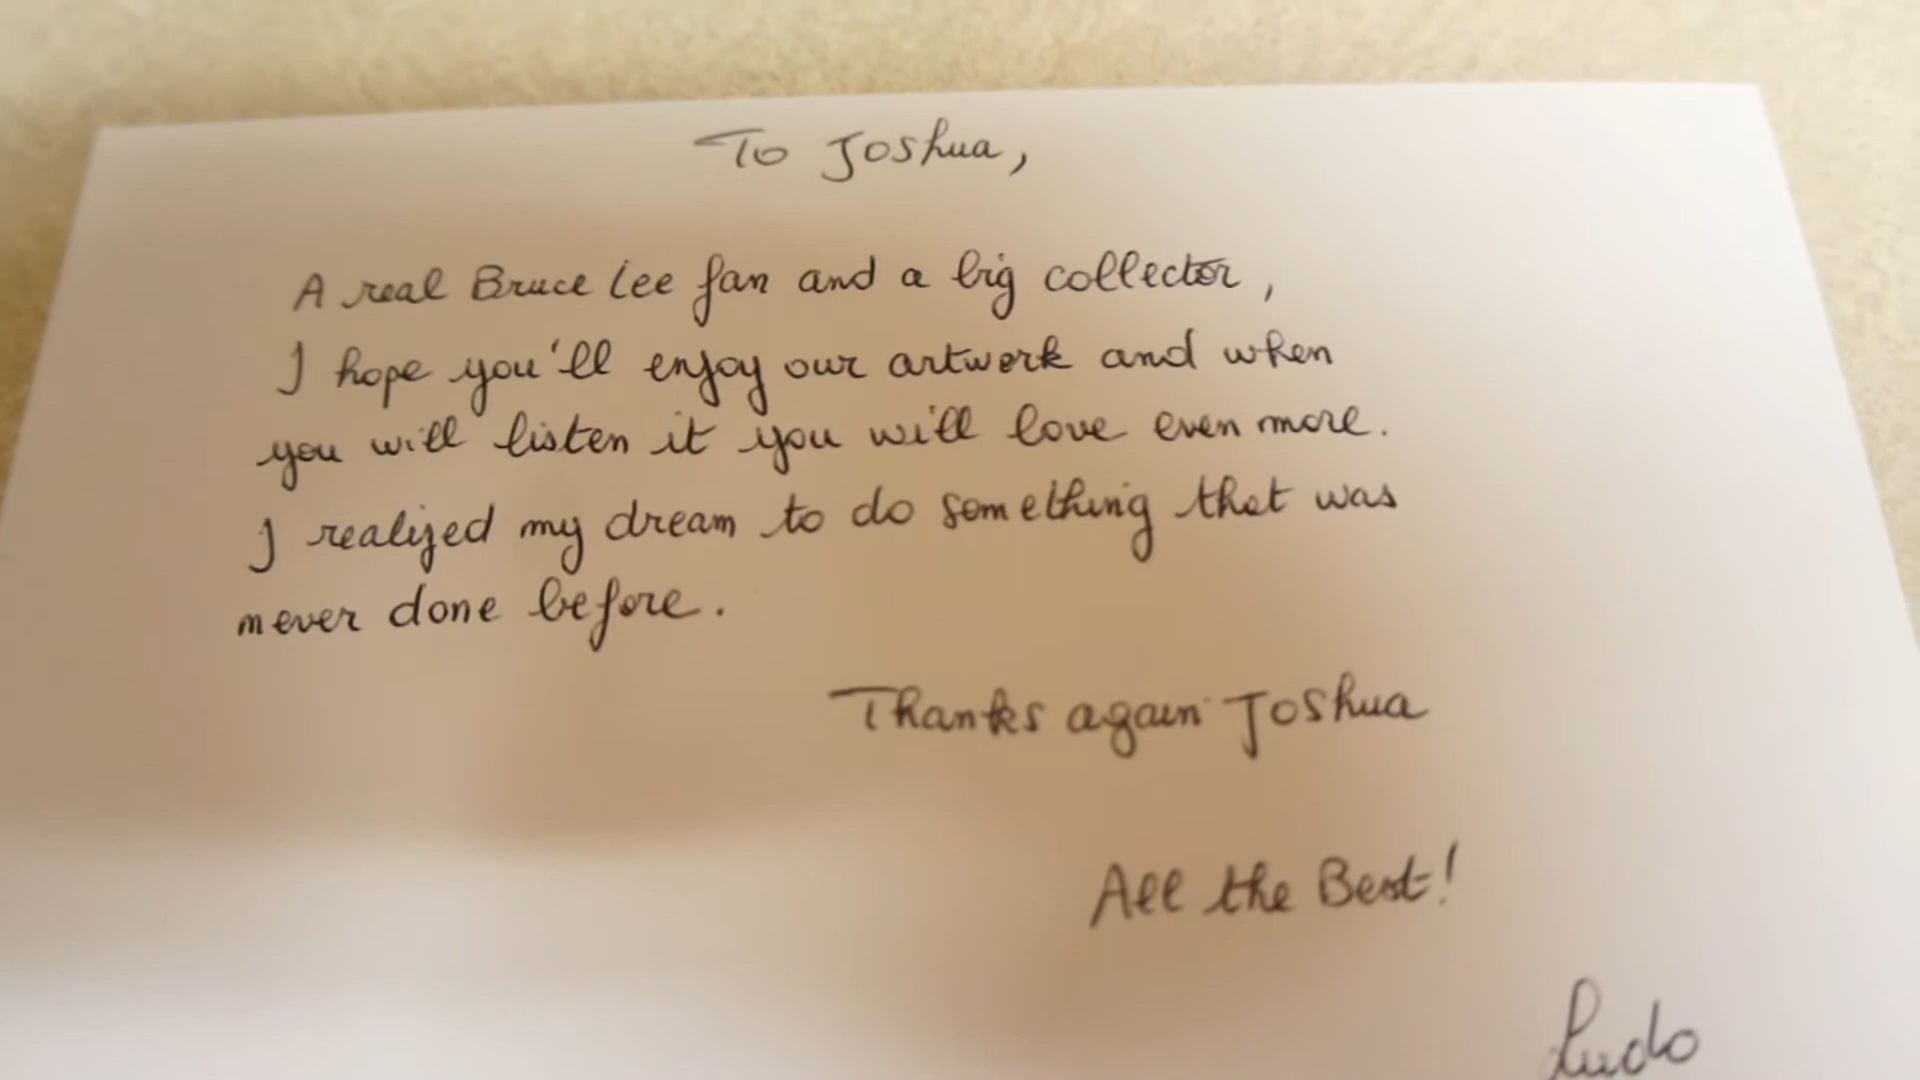 To Joshua,
A real Bruce Lee fan and a big collector,
I hope you'll enjoy our artwork and when
you will listen it you will love even more.
I realized my dream to do something that was
never done before.
Thanks again Joshua
All the Best!
Ludo